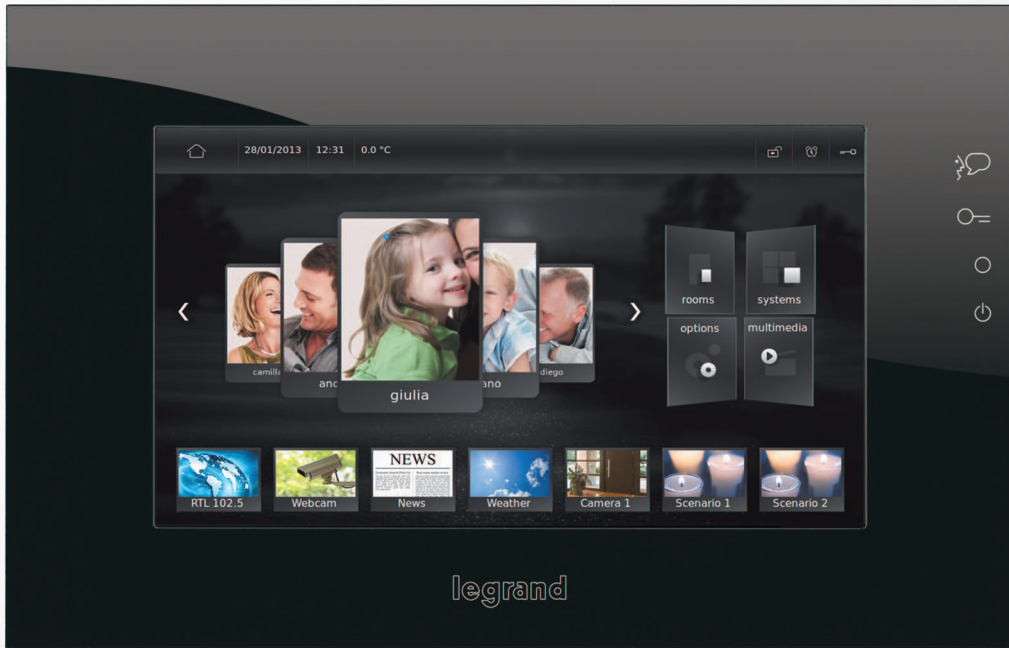 28/01/2013 12:31 0.0 °C
rooms systems
options multimedia
camilla
diego
giulia
NEWS
RTL 102.5 Webcam News Weather Camera 1 Scenario 1 Scenario 2
legrand